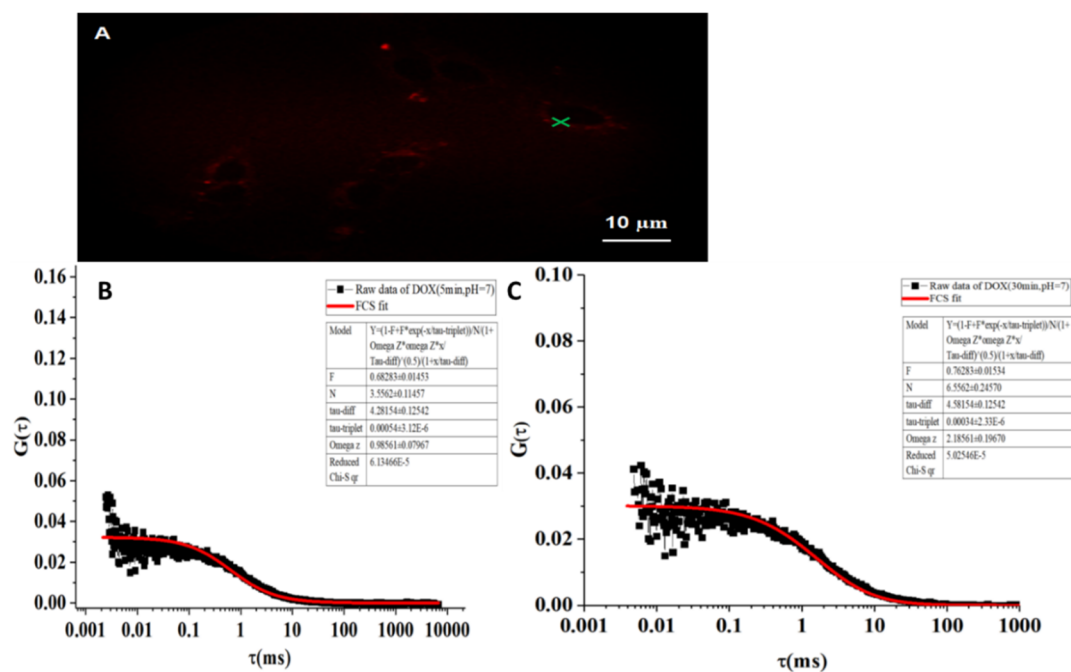 A
10 μm
B
0.16
0.14
0.12
0.10
0.08
0.06
0.04
0.02
0.00
G(τ)
0.001 0.01 0.1 1 10 100 1000 10000
τ(ms)
Raw data of DOX(5min,pH=7)
FCS fit
Model Y=(1-F+F*exp(-x/tau-triplet))/N/(1+
Omega Z*omega Z*x/
Tau-diff)^(0.5)/(1+x/tau-diff)
F 0.68283±0.01453
N 3.5562±0.11457
tau-diff 4.28154±0.12542
tau-triplet 0.00054±3.12E-6
Omega z 0.98561±0.07967
Reduced 6.13466E-5
Chi-S qr
C
0.10
0.08
0.06
0.04
0.02
0.00
G(τ)
0.001 0.01 0.1 1 10 100 1000
τ(ms)
Raw data of DOX(30min,pH=7)
FCS fit
Model Y=(1-F+F*exp(-x/tau-triplet))/N/(1+
Omega Z*omega Z*x/
Tau-diff)^(0.5)/(1+x/tau-diff)
F 0.76283±0.01534
N 6.5562±0.24570
tau-diff 4.58154±0.12542
tau-triplet 0.00034±2.33E-6
Omega z 2.18561±0.19670
Reduced 5.02546E-5
Chi-S qr